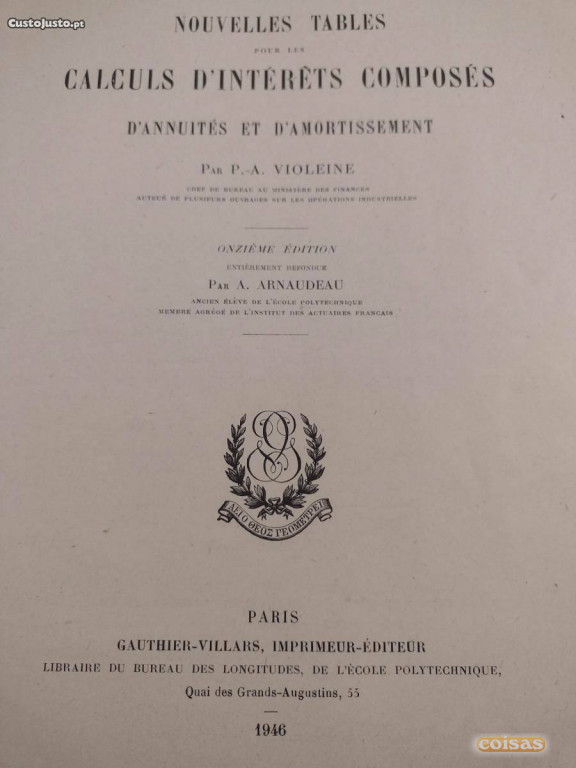 CustoJusto.pt
NOUVELLES TABLES
POUR LES
CALCULS D'INTÉRÊTS COMPOSÉS
D'ANNUITÉS ET D'AMORTISSEMENT
PAR P.-A. VIOLEINE
CHEF DE BUREAU AU MINISTÈRE DES FINANCES
AUTEUR DE PLUSIEURS OUVRAGES SUR LES OPÉRATIONS INDUSTRIELLES
ONZIÈME ÉDITION
ENTIÈREMENT REFONDUE
PAR A. ARNAUDEAU
ANCIEN ÉLÈVE DE L'ÉCOLE POLYTECHNIQUE
MEMBRE AGRÉGÉ DE L'INSTITUT DES ACTUAIRES FRANÇAIS
ΑΕΙ Ο ΘΕΟΣ ΓΕΩΜΕΤΡΕΙ
PARIS
GAUTHIER-VILLARS, IMPRIMEUR-ÉDITEUR
LIBRAIRE DU BUREAU DES LONGITUDES, DE L'ÉCOLE POLYTECHNIQUE,
Quai des Grands-Augustins, 55
1946
coisas